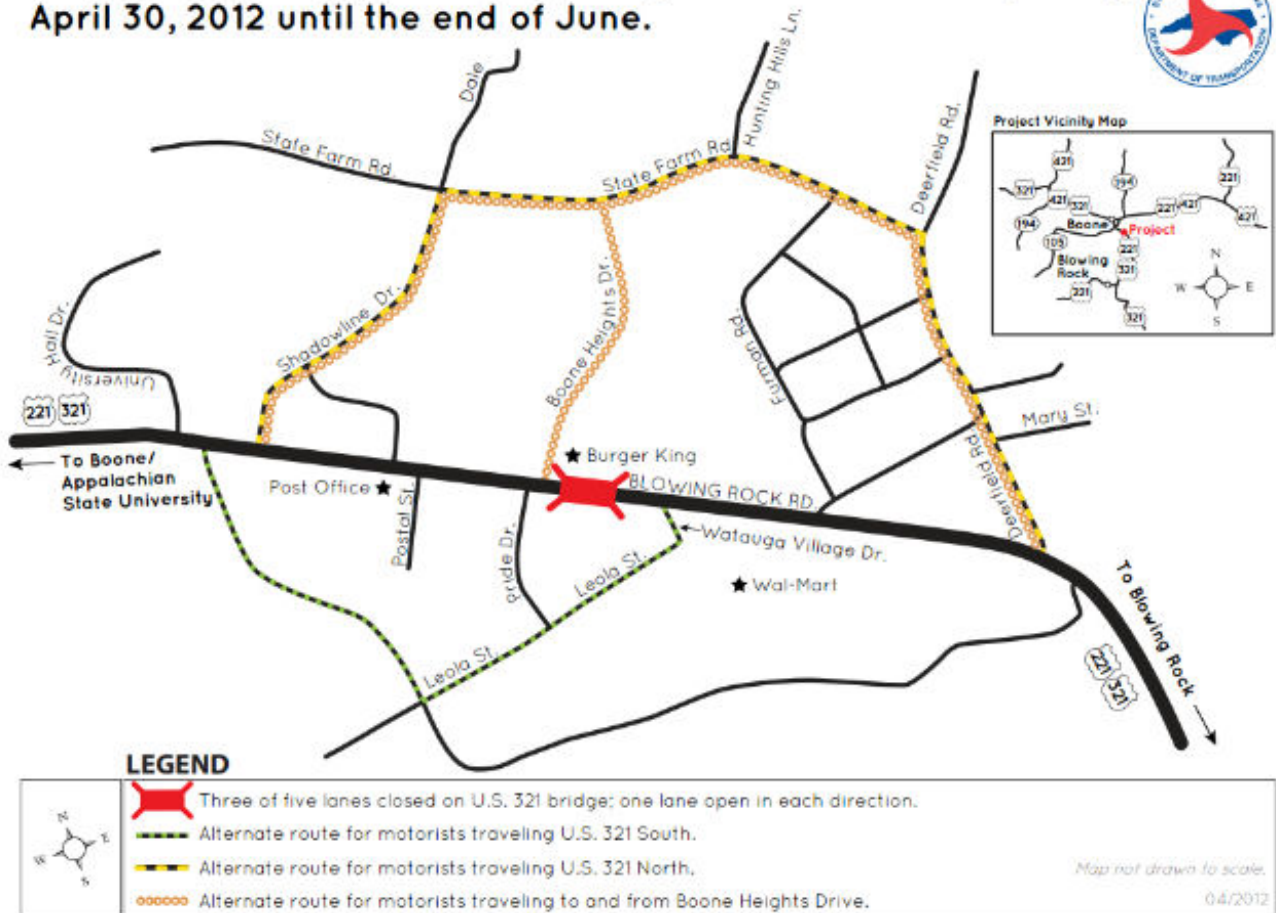 April 30, 2012 until the end of June.
DEPARTMENT OF TRANSPORTATION
Dale
Hunting Hills Ln.
State Farm Rd.
State Farm Rd.
Deerfield Rd.
Project Vicinity Map
421
321
194
221
421
321
221
421
421
194
Boone
Project
105
221
Blowing
Rock
321
221
321
N
W
E
S
University Hall Dr.
Shadowline Dr.
Boone Heights Dr.
Furman Rd.
Mary St.
221
321
To Boone/
Appalachian
State University
Burger King
Post Office
BLOWING ROCK RD.
Deerfield Rd.
Postal St.
Pride Dr.
Watauga Village Dr.
Leola St.
Wal-Mart
To Blowing Rock
Leola St.
221
321
LEGEND
N
E
W
S
Three of five lanes closed on U.S. 321 bridge; one lane open in each direction.
Alternate route for motorists traveling U.S. 321 South.
Alternate route for motorists traveling U.S. 321 North.
Map not drawn to scale.
Alternate route for motorists traveling to and from Boone Heights Drive.
04/2012